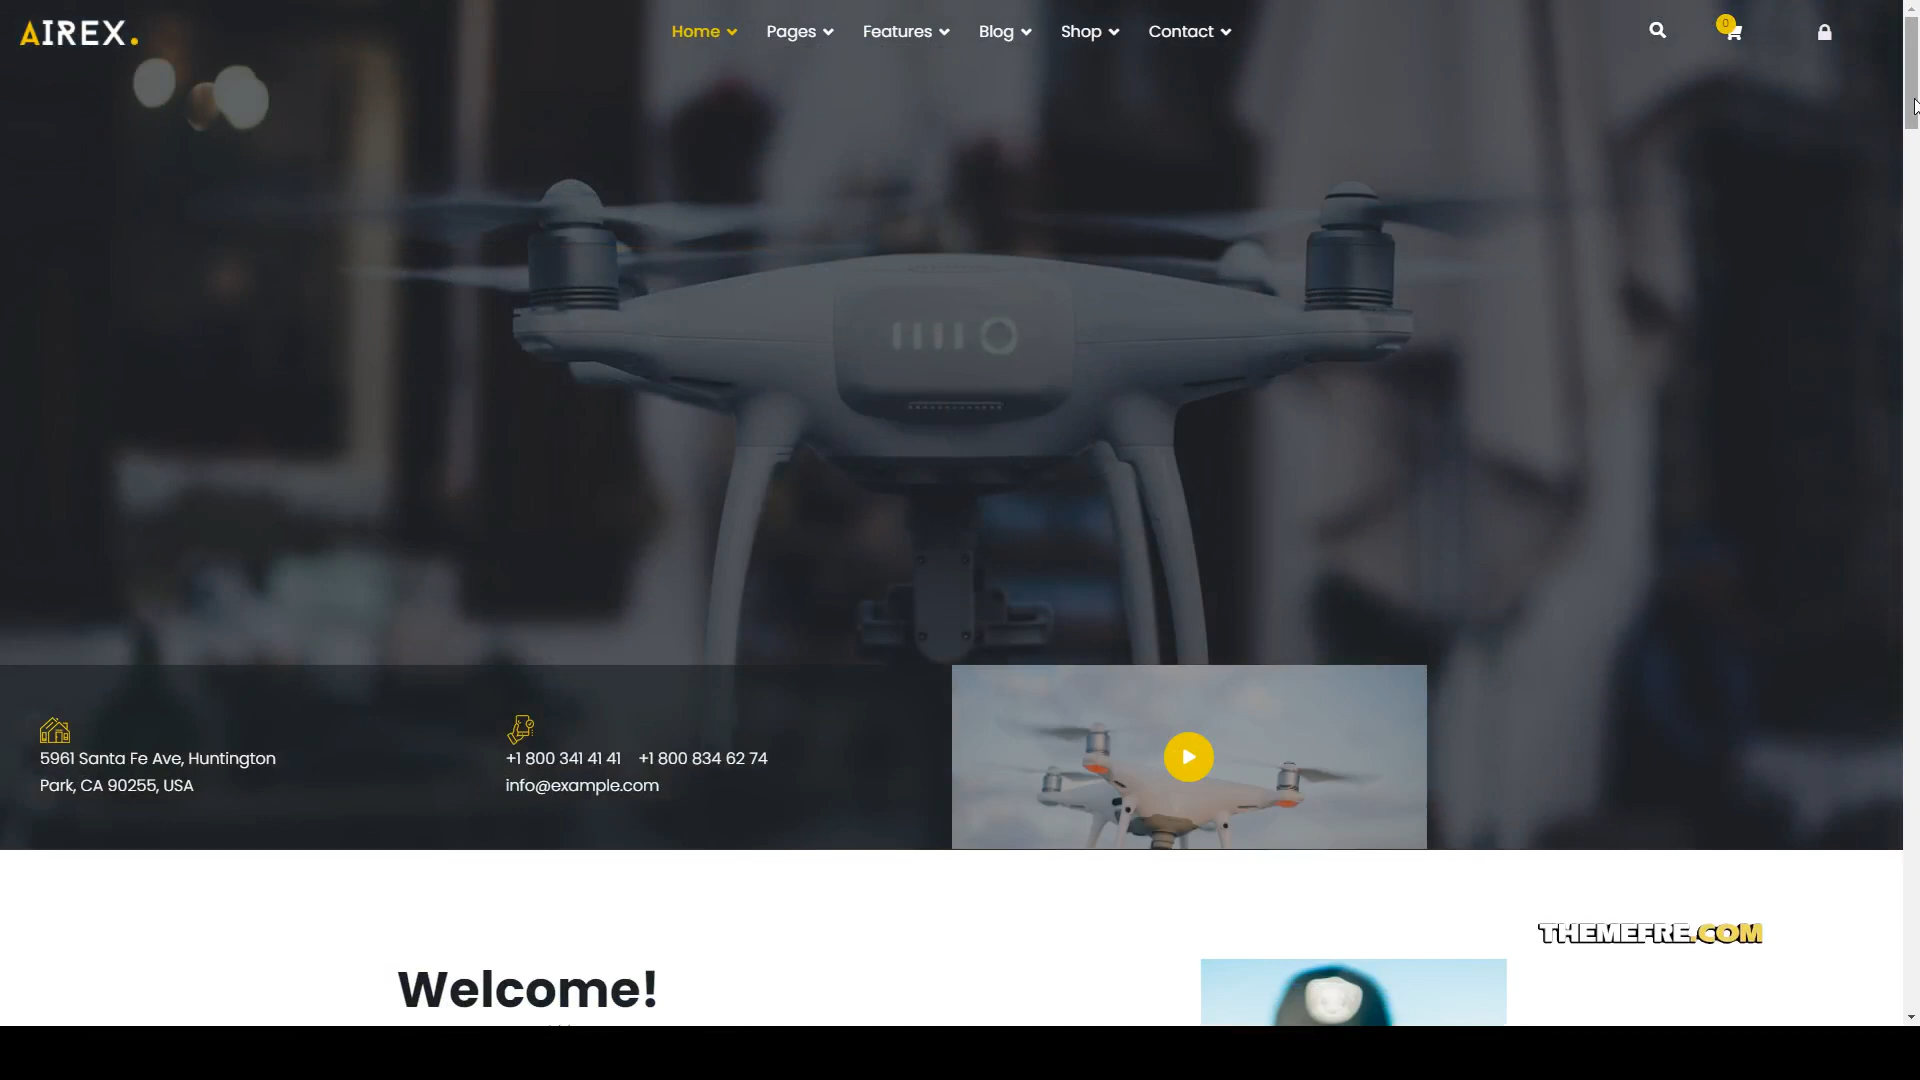 AIREX.
Home Pages Features Blog Shop Contact
0
5961 Santa Fe Ave, Huntington
Park, CA 90255, USA
+1 800 341 41 41 +1 800 834 62 74
info@example.com
THEMEFRE.COM
Welcome!